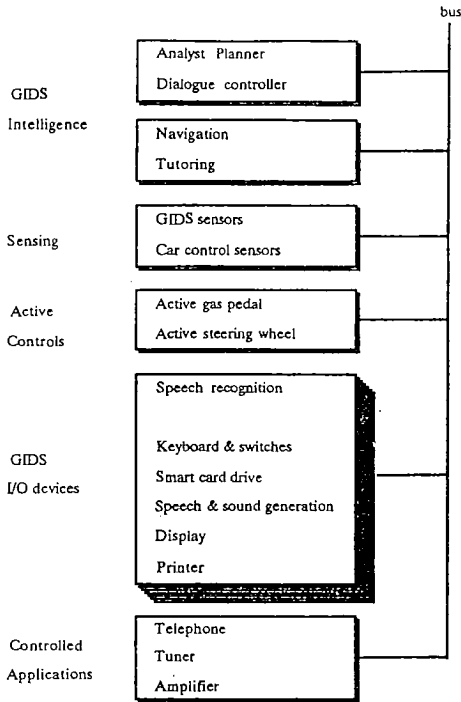 bus
Analyst Planner
Dialogue controller
GIDS
Intelligence
Navigation
Tutoring
Sensing
GIDS sensors
Car control sensors
Active
Controls
Active gas pedal
Active steering wheel
Speech recognition
Keyboard & switches
GIDS
I/O devices
Smart card drive
Speech & sound generation
Display
Printer
Controlled
Applications
Telephone
Tuner
Amplifier